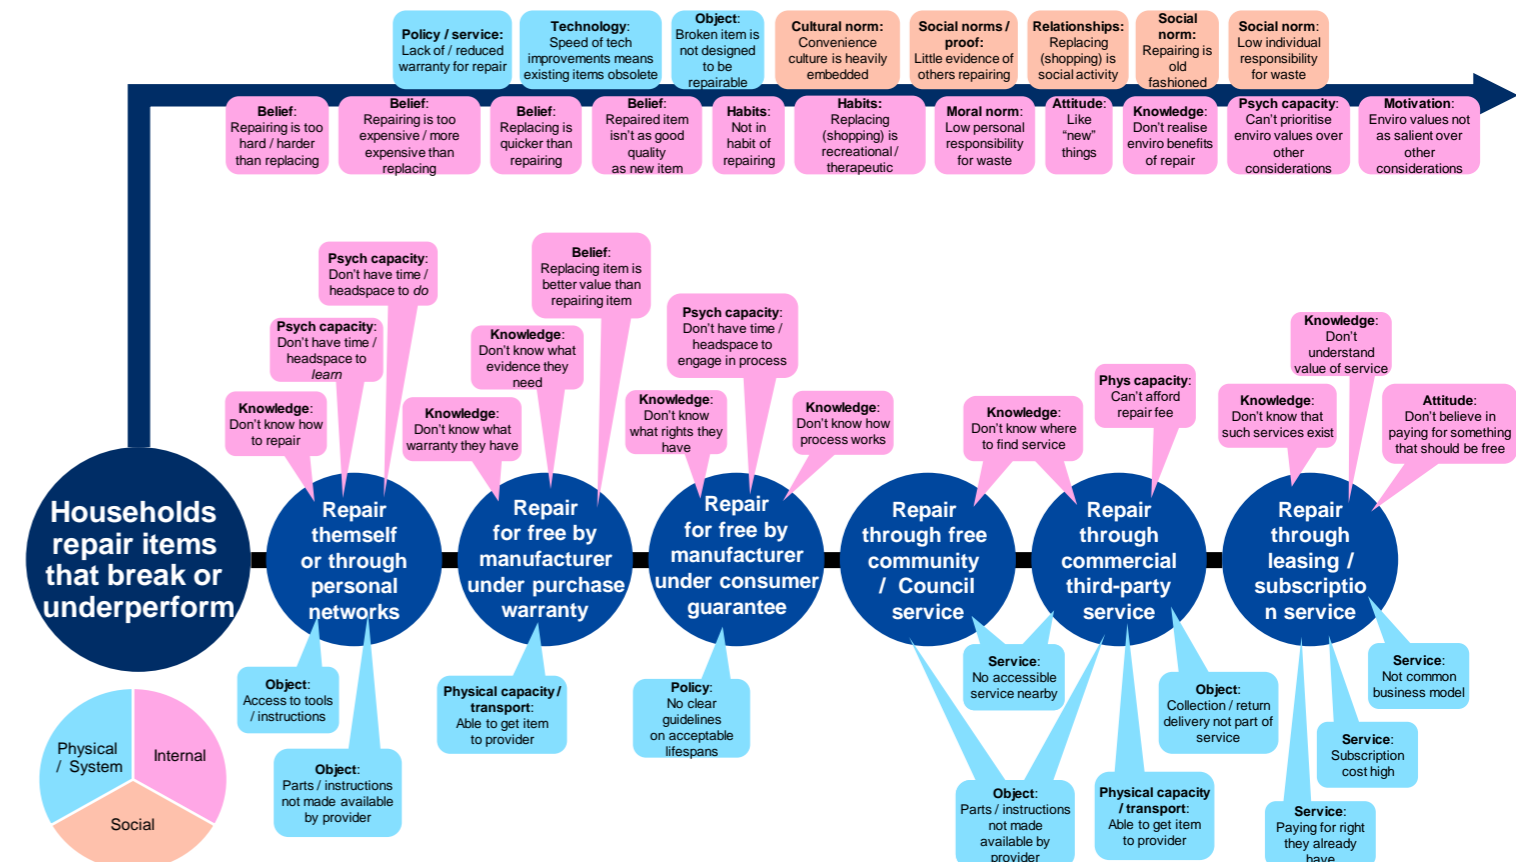 Policy / service:
Lack of / reduced
warranty for repair
Technology:
Speed of tech
improvements means
existing items obsolete
Object:
Broken item is
not designed
to be
repairable
Cultural norm:
Convenience
culture is heavily
embedded
Social norms /
proof:
Little evidence of
others repairing
Relationships:
Replacing
(shopping) is
social activity
Social
norm:
Repairing is
old
fashioned
Social norm:
Low individual
responsibility
for waste
Belief:
Repairing is too
hard / harder
than replacing
Belief:
Repairing is too
expensive / more
expensive than
replacing
Belief:
Replacing is
quicker than
repairing
Belief:
Repaired item
isn't as good
quality
as new item
Habits:
Not in
habit of
repairing
Habits:
Replacing
(shopping) is
recreational /
therapeutic
Moral norm:
Low personal
responsibility
for waste
Attitude:
Like
“new”
things
Knowledge:
Don't realise
enviro benefits
of repair
Psych capacity:
Can't prioritise
enviro values over
other
considerations
Motivation:
Enviro values not
as salient over
other
considerations
Psych capacity:
Don't have time /
headspace to do
Psych capacity:
Don't have time /
headspace to
learn
Knowledge:
Don't know how
to repair
Belief:
Replacing item is
better value than
repairing item
Knowledge:
Don't know what
evidence they
need
Knowledge:
Don't know what
warranty they have
Psych capacity:
Don't have time /
headspace to
engage in process
Knowledge:
Don't know
what rights they
have
Knowledge:
Don't know how
process works
Knowledge:
Don't know where
to find service
Phys capacity:
Can't afford
repair fee
Knowledge:
Don't
understand
value of service
Knowledge:
Don't know that
such services exist
Attitude:
Don't believe in
paying for something
that should be free
Households
repair items
that break or
underperform
Repair
themself
or through
personal
networks
Repair
for free by
manufacturer
under purchase
warranty
Repair
for free by
manufacturer
under consumer
guarantee
Repair
through free
community
/ Council
service
Repair
through
commercial
third-party
service
Repair
through
leasing /
subscriptio
n service
Object:
Access to tools
/ instructions
Object:
Parts / instructions
not made available
by provider
Physical capacity /
transport:
Able to get item
to provider
Policy:
No clear
guidelines
on acceptable
lifespans
Service:
No accessible
service nearby
Object:
Parts / instructions
not made
available by
provider
Physical capacity
/ transport:
Able to get item
to provider
Object:
Collection / return
delivery not part of
service
Service:
Not common
business model
Service:
Subscription
cost high
Service:
Paying for right
they already
have
Physical
/ System
Internal
Social